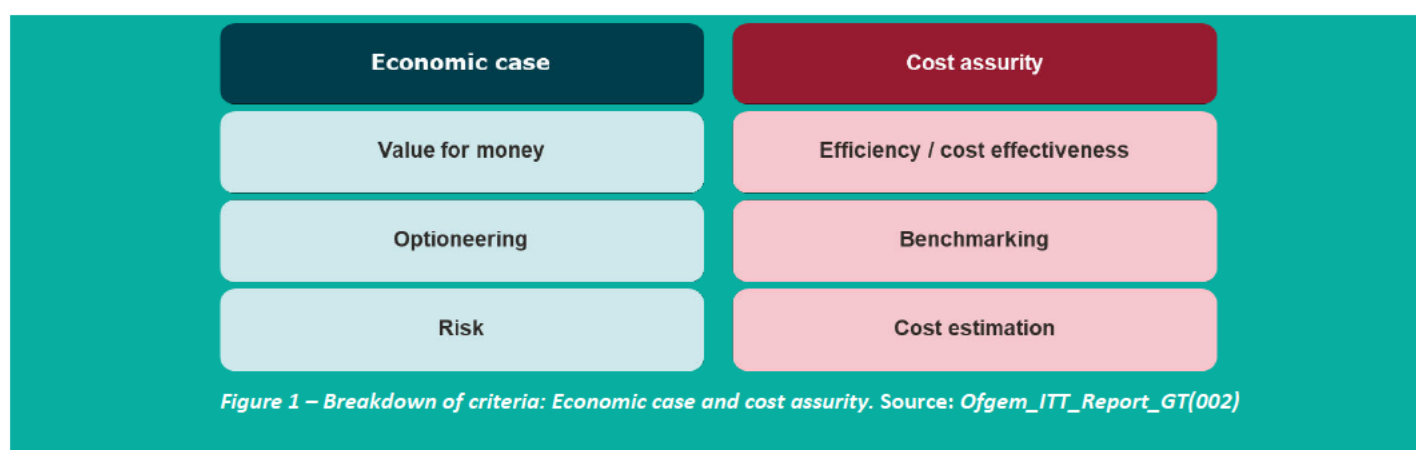 Economic case
Cost assurity
Value for money
Efficiency / cost effectiveness
Optioneering
Benchmarking
Risk
Cost estimation
Figure 1 – Breakdown of criteria: Economic case and cost assurity. Source: Ofgem_ITT_Report_GT(002)